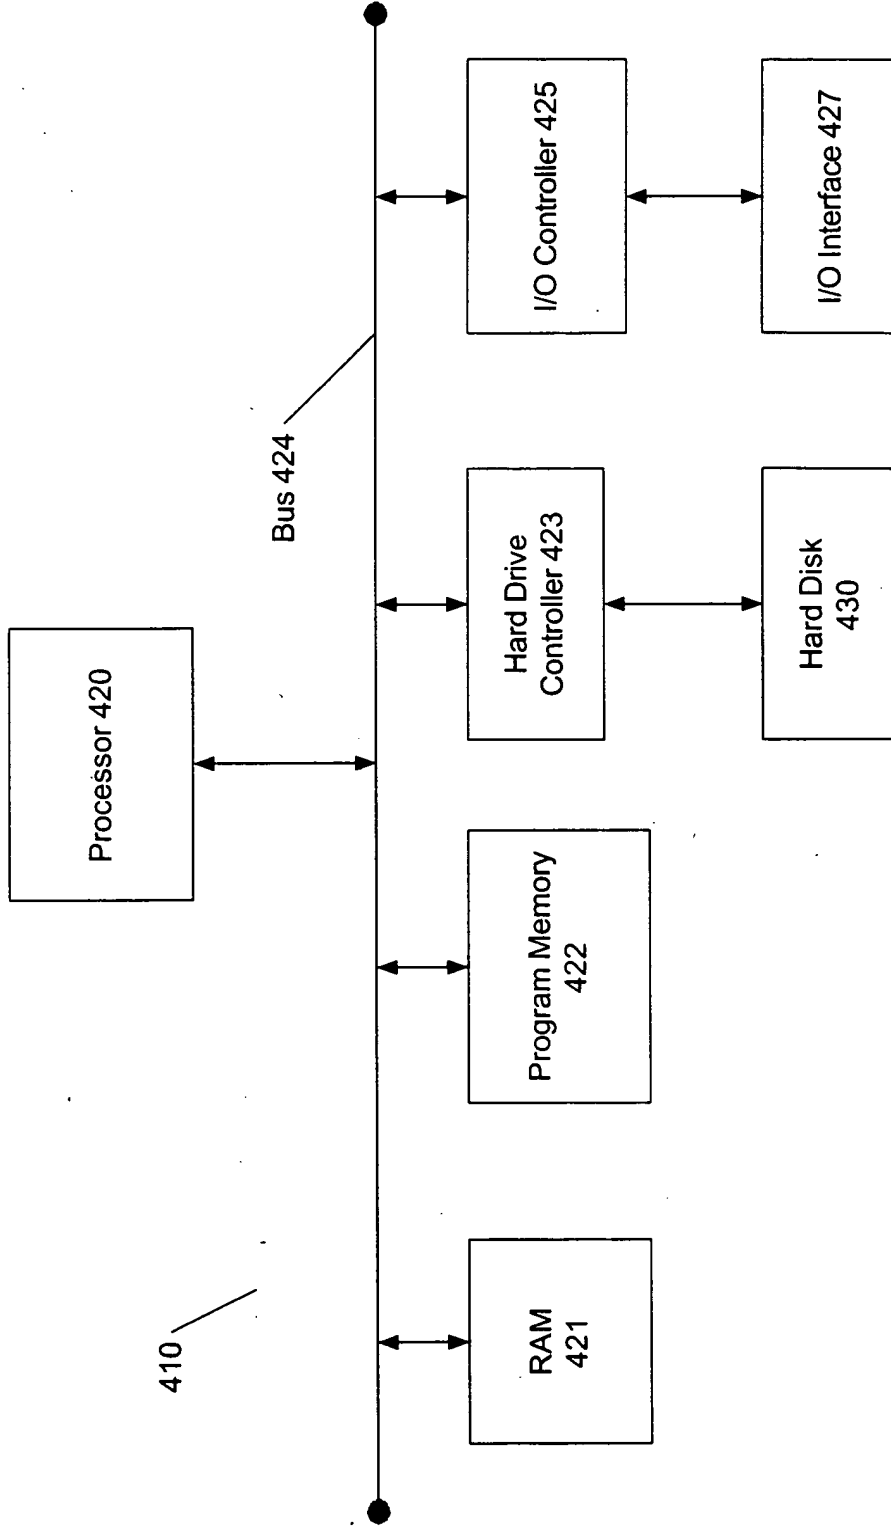 410
Processor 420
Bus 424
RAM
421
Program Memory
422
Hard Drive
Controller 423
I/O Controller 425
Hard Disk
430
I/O Interface 427